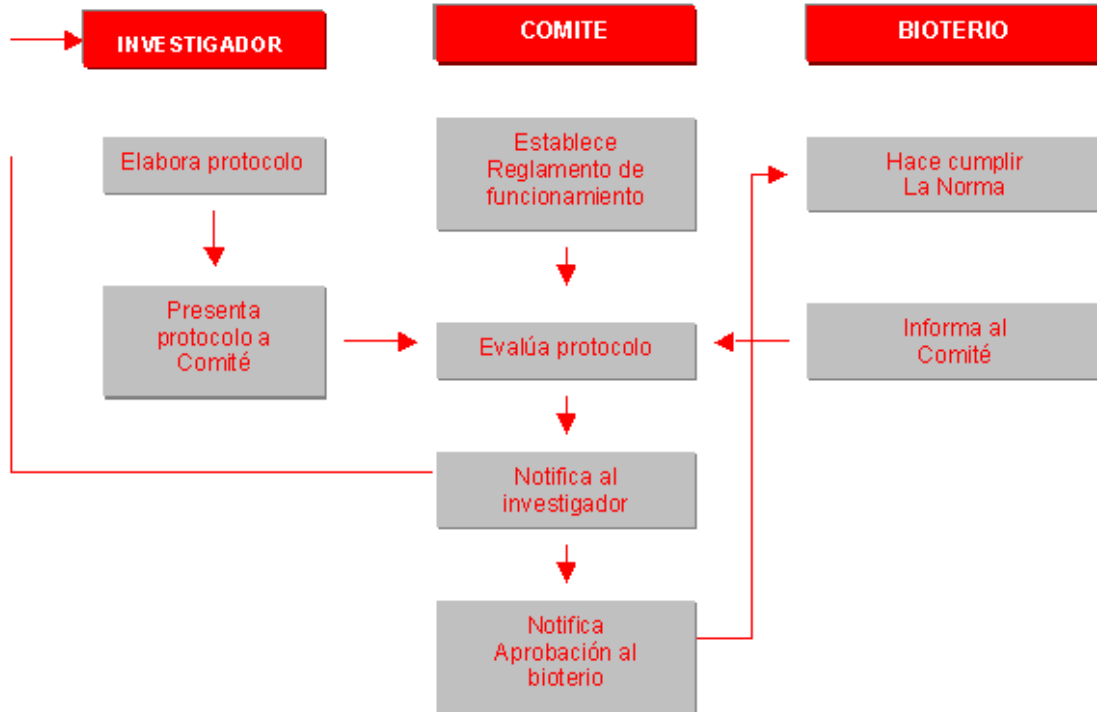 INVESTIGADOR
COMITE
BIOTERIO
Elabora protocolo
Establece
Reglamento de
funcionamiento
Hace cumplir
La Norma
Presenta
protocolo a
Comité
Evalúa protocolo
Informa al
Comité
Notifica al
investigador
Notifica
Aprobación al
bioterio